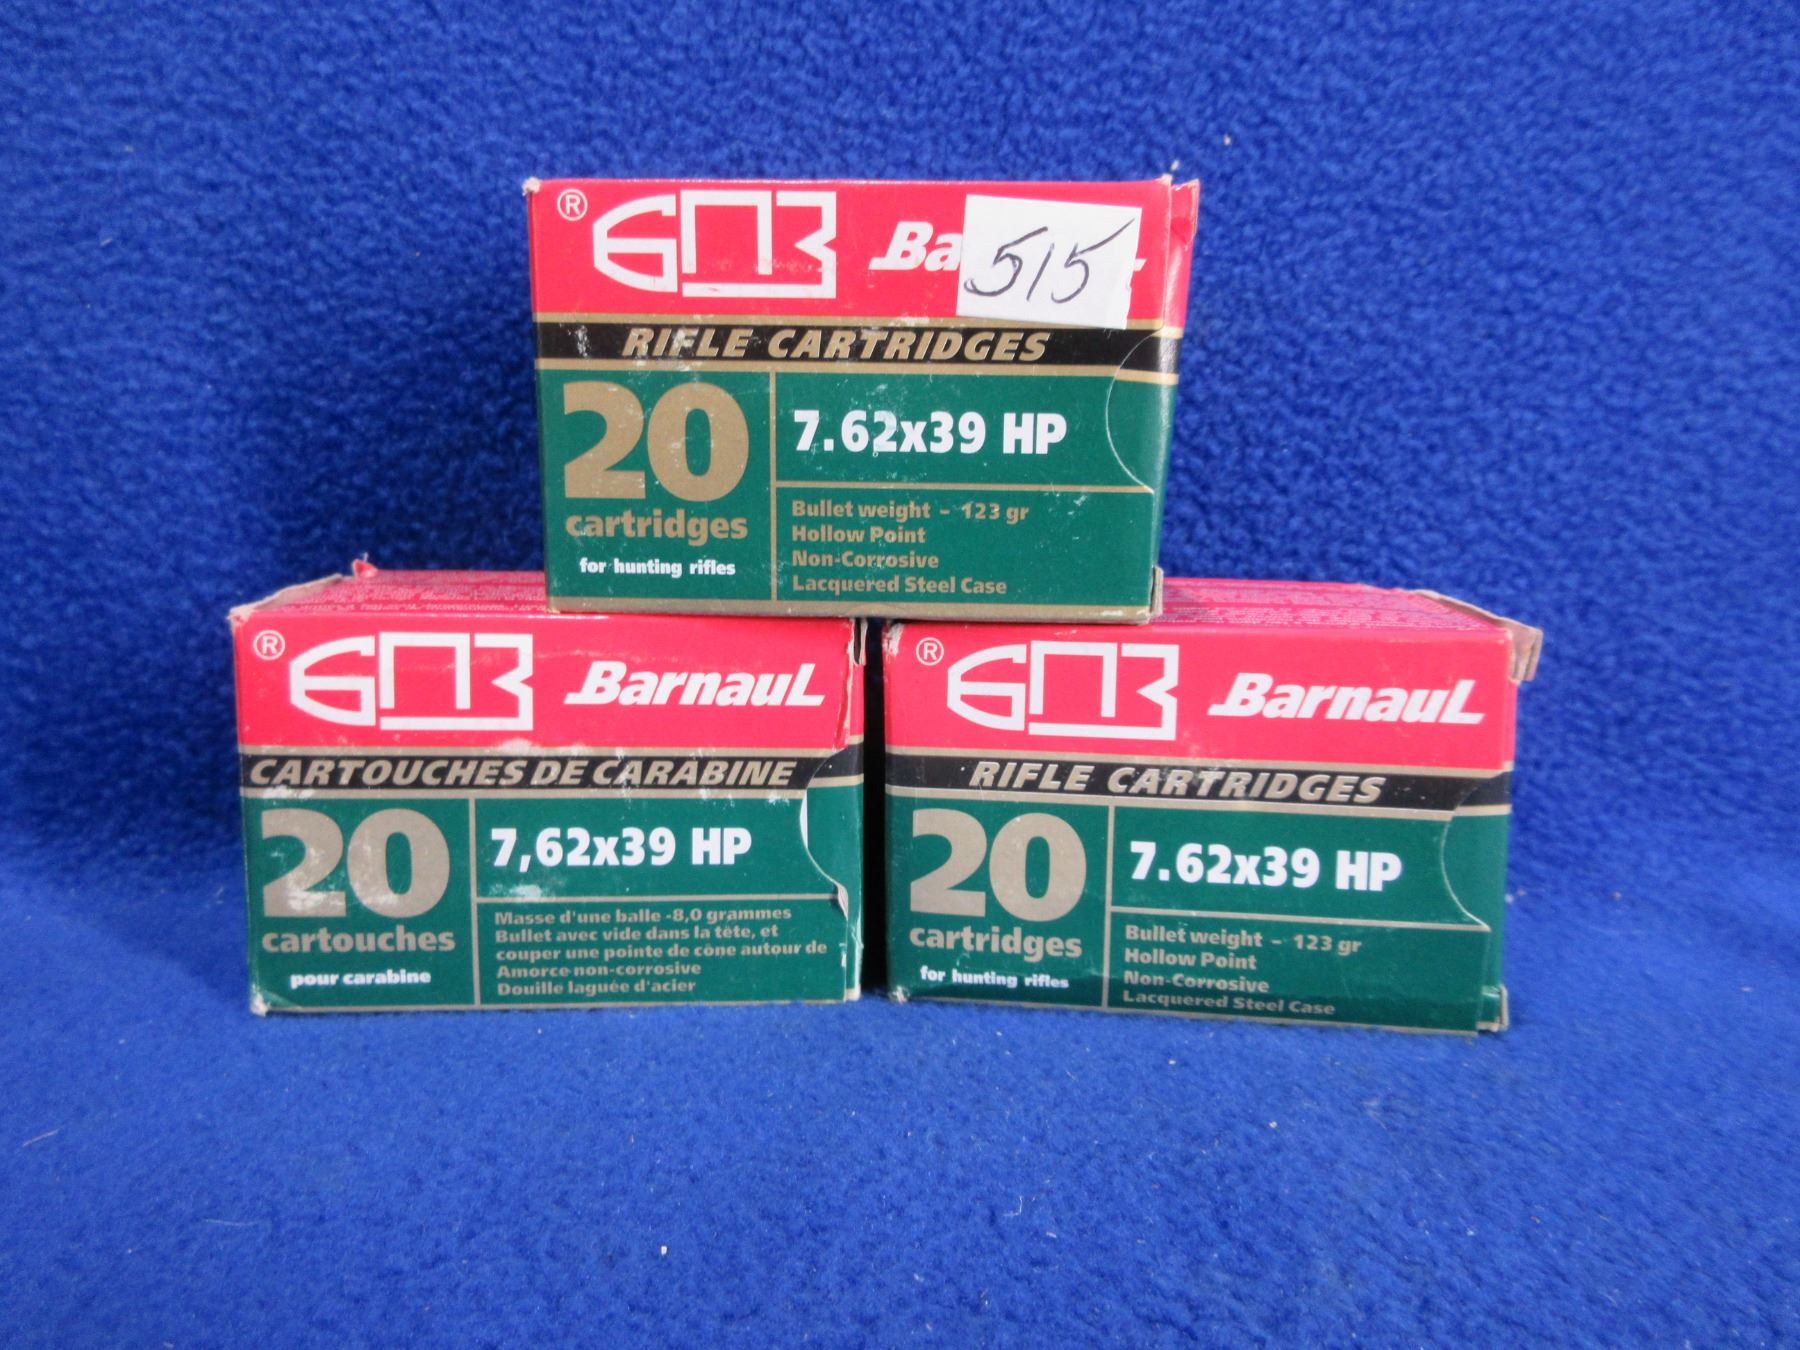 ® БПЗ Ba 515
RIFLE CARTRIDGES
20
cartridges
for hunting rifles
7.62x39 HP
Bullet weight - 123 gr
Hollow Point
Non-Corrosive
Lacquered Steel Case
® БПЗ Barnaul
CARTOUCHES DE CARABINE
20
cartouches
pour carabine
7,62x39 HP
Masse d'une balle -8,0 grammes
Bullet avec vide dans la tête, et
couper une pointe de cône autour de
Amorce non-corrosive
Douille laguée d'acier
® БПЗ Barnaul
RIFLE CARTRIDGES
20
cartridges
for hunting rifles
7.62x39 HP
Bullet weight - 123 gr
Hollow Point
Non-Corrosive
Lacquered Steel Case